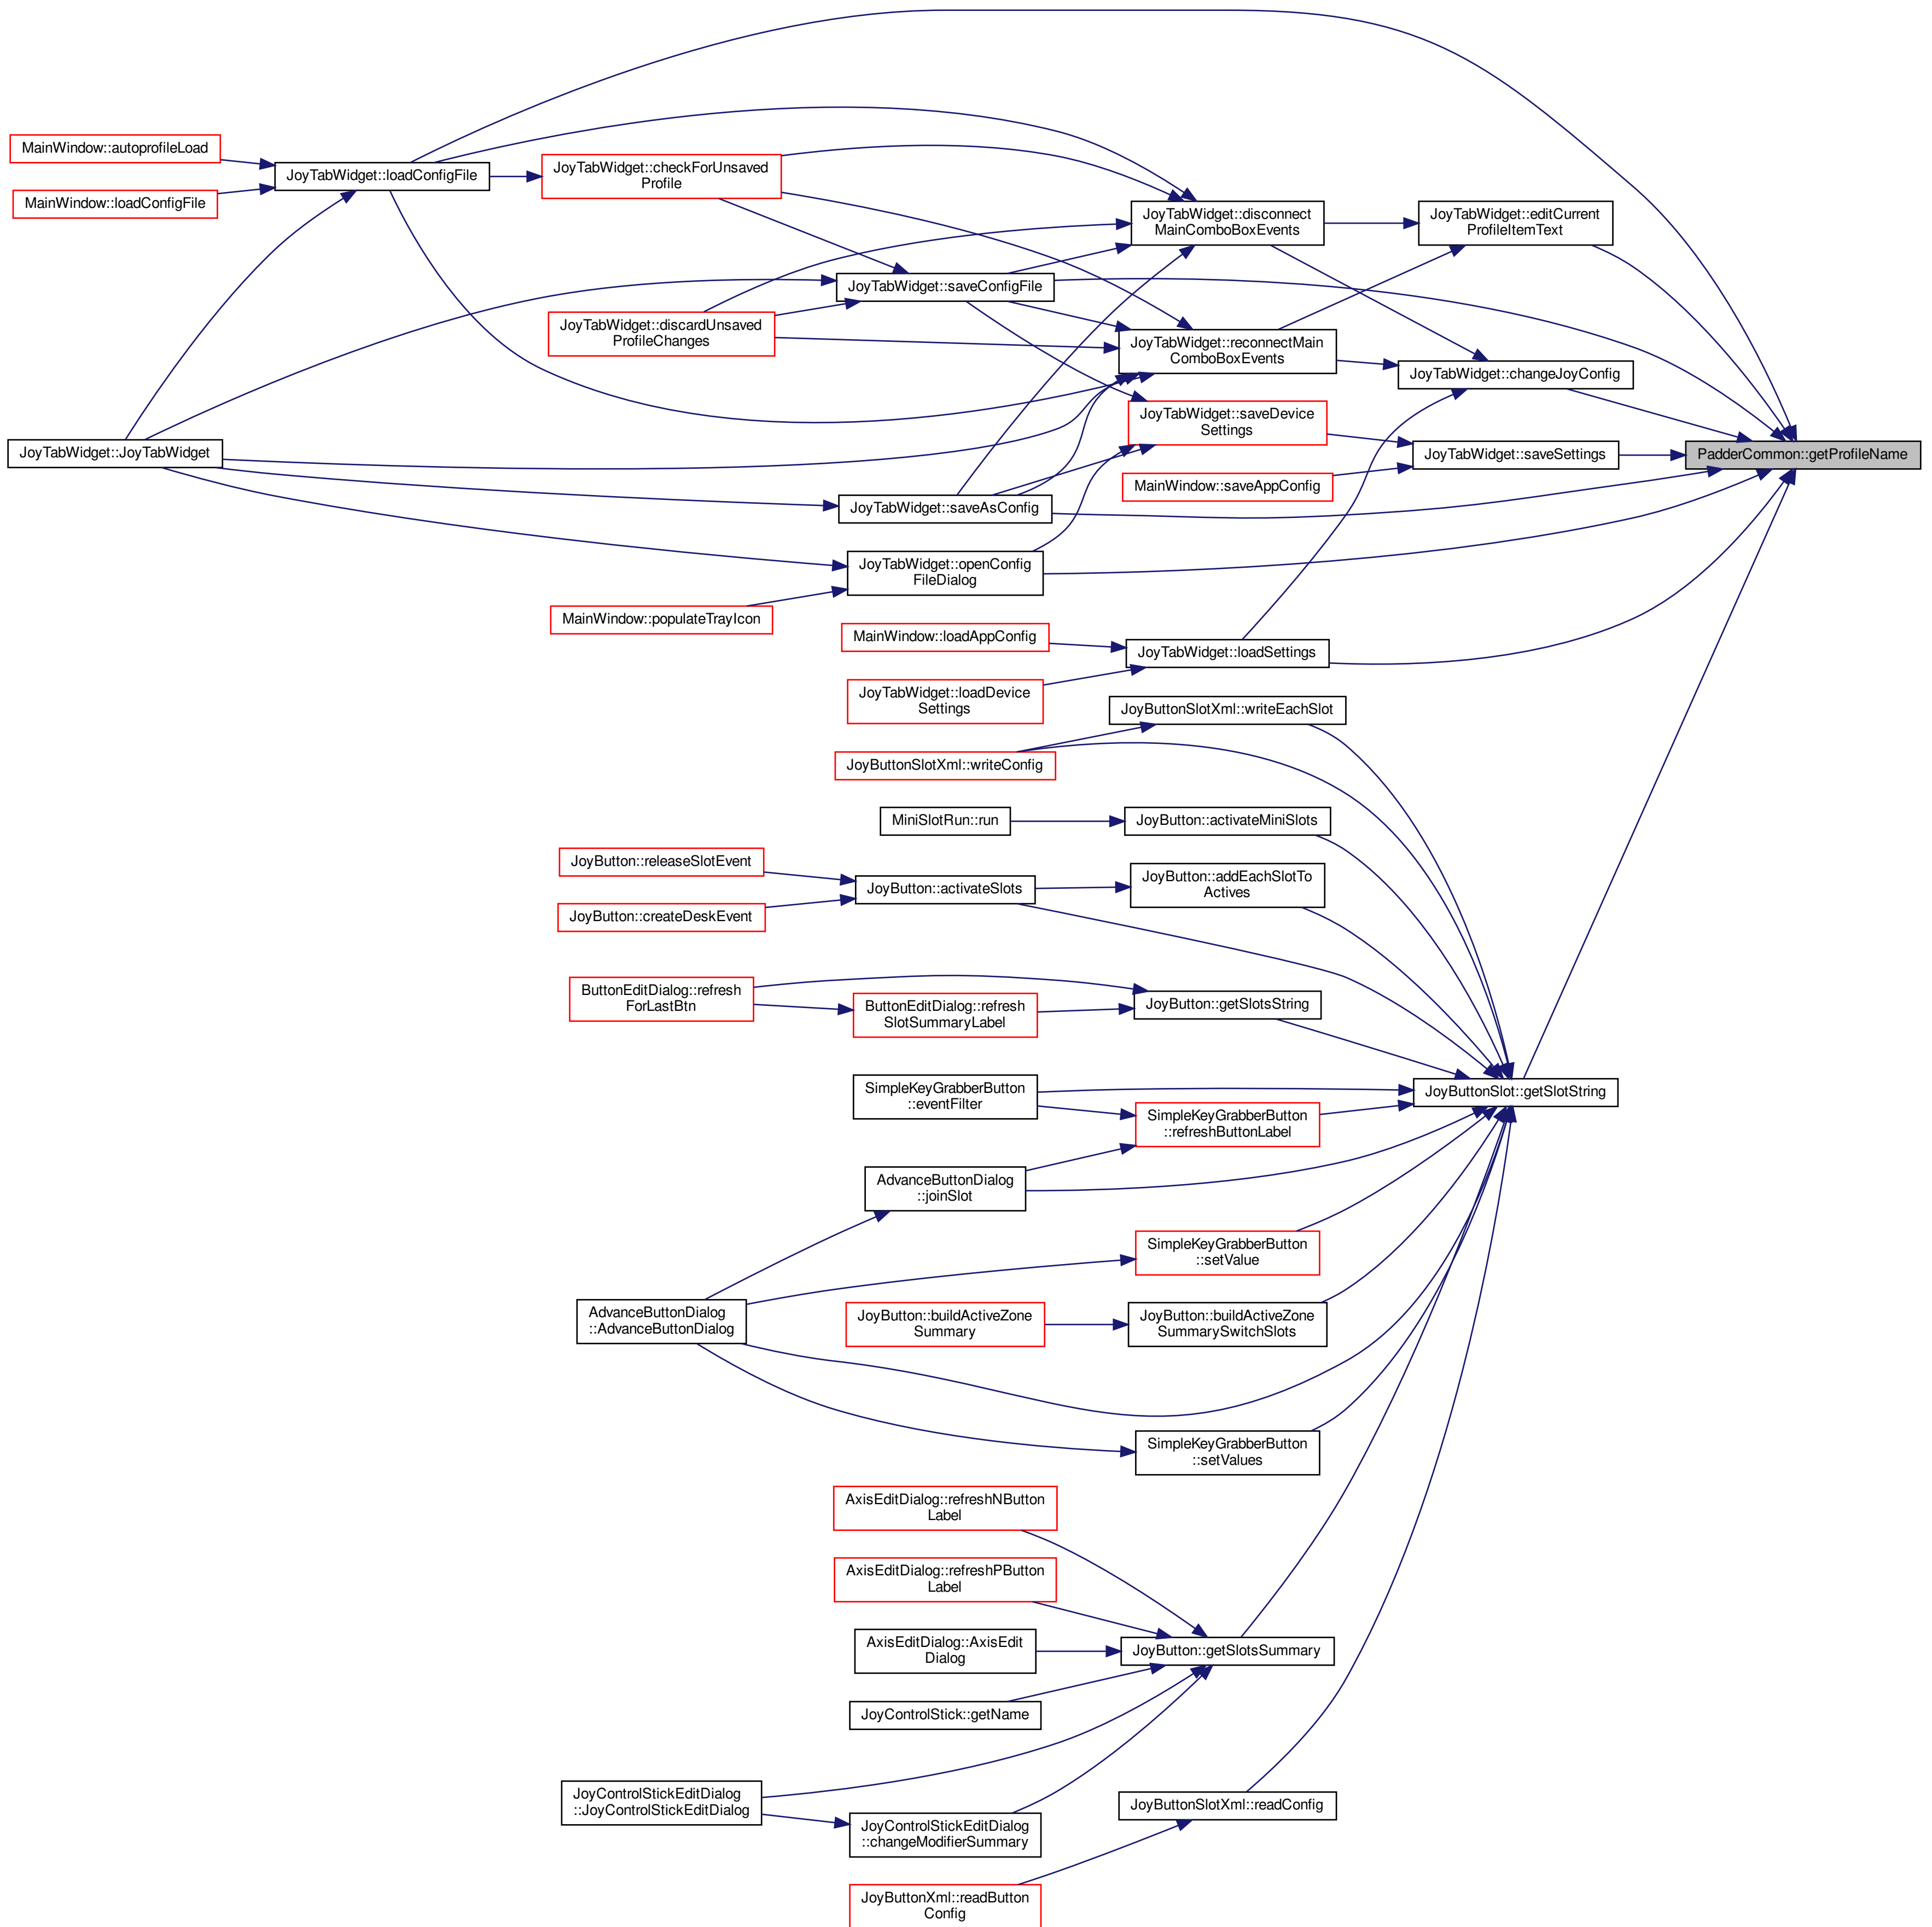 MainWindow::autoprofileLoad
MainWindow::loadConfigFile
JoyTabWidget::loadConfigFile
JoyTabWidget::checkForUnsaved
Profile
JoyTabWidget::disconnect
MainComboBoxEvents
JoyTabWidget::editCurrent
ProfileItemText
JoyTabWidget::saveConfigFile
JoyTabWidget::discardUnsaved
ProfileChanges
JoyTabWidget::reconnectMain
ComboBoxEvents
JoyTabWidget::changeJoyConfig
JoyTabWidget::saveDevice
Settings
JoyTabWidget::JoyTabWidget
JoyTabWidget::saveSettings
PadderCommon::getProfileName
MainWindow::saveAppConfig
JoyTabWidget::saveAsConfig
JoyTabWidget::openConfig
FileDialog
MainWindow::populateTrayIcon
MainWindow::loadAppConfig
JoyTabWidget::loadSettings
JoyTabWidget::loadDevice
Settings
JoyButtonSlotXml::writeEachSlot
JoyButtonSlotXml::writeConfig
MiniSlotRun::run
JoyButton::activateMiniSlots
JoyButton::releaseSlotEvent
JoyButton::activateSlots
JoyButton::addEachSlotTo
Actives
JoyButton::createDeskEvent
ButtonEditDialog::refresh
ForLastBtn
ButtonEditDialog::refresh
SlotSummaryLabel
JoyButton::getSlotsString
SimpleKeyGrabberButton
::eventFilter
SimpleKeyGrabberButton
::refreshButtonLabel
JoyButtonSlot::getSlotString
AdvanceButtonDialog
::joinSlot
SimpleKeyGrabberButton
::setValue
AdvanceButtonDialog
::AdvanceButtonDialog
JoyButton::buildActiveZone
Summary
JoyButton::buildActiveZone
SummarySwitchSlots
SimpleKeyGrabberButton
::setValues
AxisEditDialog::refreshNButton
Label
AxisEditDialog::refreshPButton
Label
AxisEditDialog::AxisEdit
Dialog
JoyButton::getSlotsSummary
JoyControlStick::getName
JoyControlStickEditDialog
::JoyControlStickEditDialog
JoyControlStickEditDialog
::changeModifierSummary
JoyButtonSlotXml::readConfig
JoyButtonXml::readButton
Config